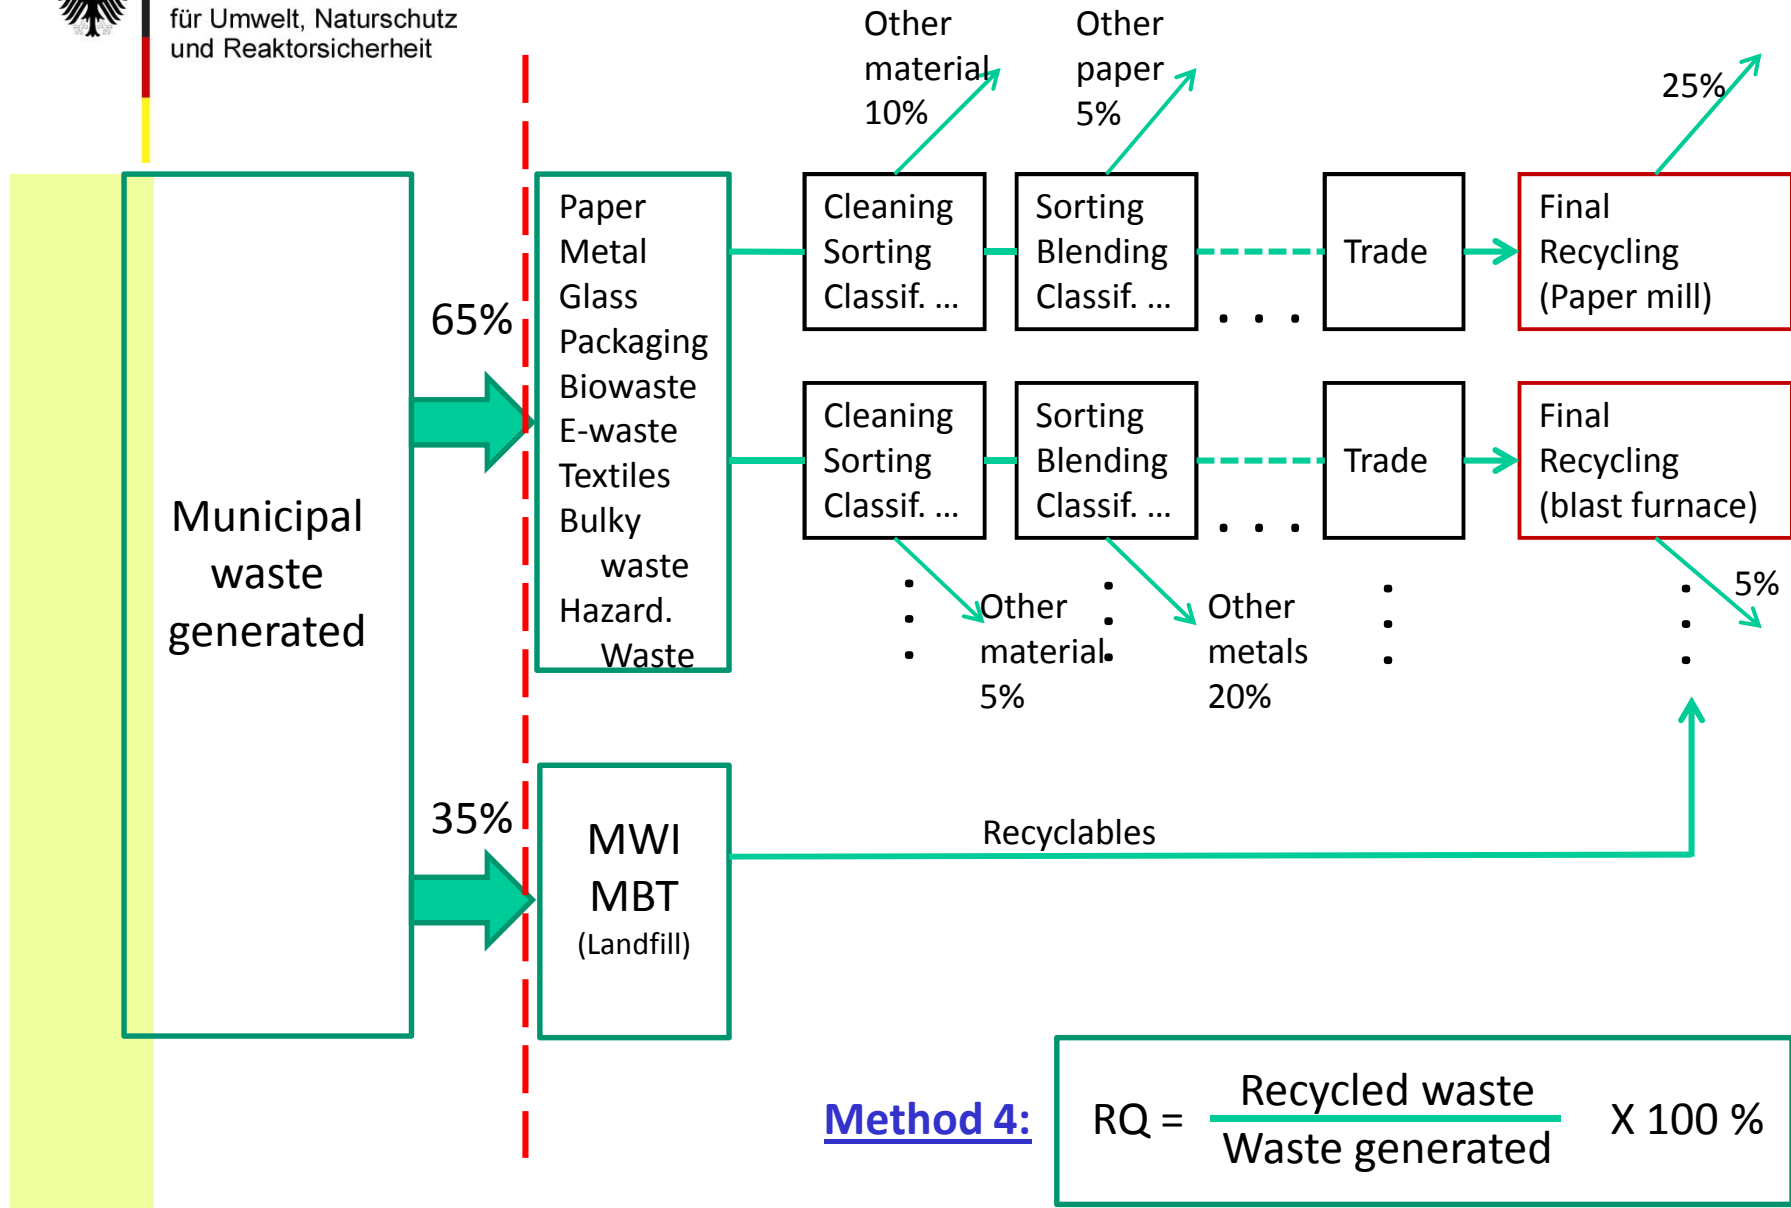 für Umwelt, Naturschutz
und Reaktorsicherheit
Other
material
10%
Other
paper
5%
25%
Municipal
waste
generated
65%
35%
Paper
Metal
Glass
Packaging
Biowaste
E-waste
Textiles
Bulky
waste
Hazard.
Waste
Cleaning
Sorting
Classif. ...
Sorting
Blending
Classif. ...
. . .
Trade
Final
Recycling
(Paper mill)
Cleaning
Sorting
Classif. ...
Sorting
Blending
Classif. ...
. . .
Trade
Final
Recycling
(blast furnace)
Other
material
5%
Other
metals
20%
5%
MWI
MBT
(Landfill)
Recyclables
Method 4:
RQ = Recycled waste X 100 %
Waste generated